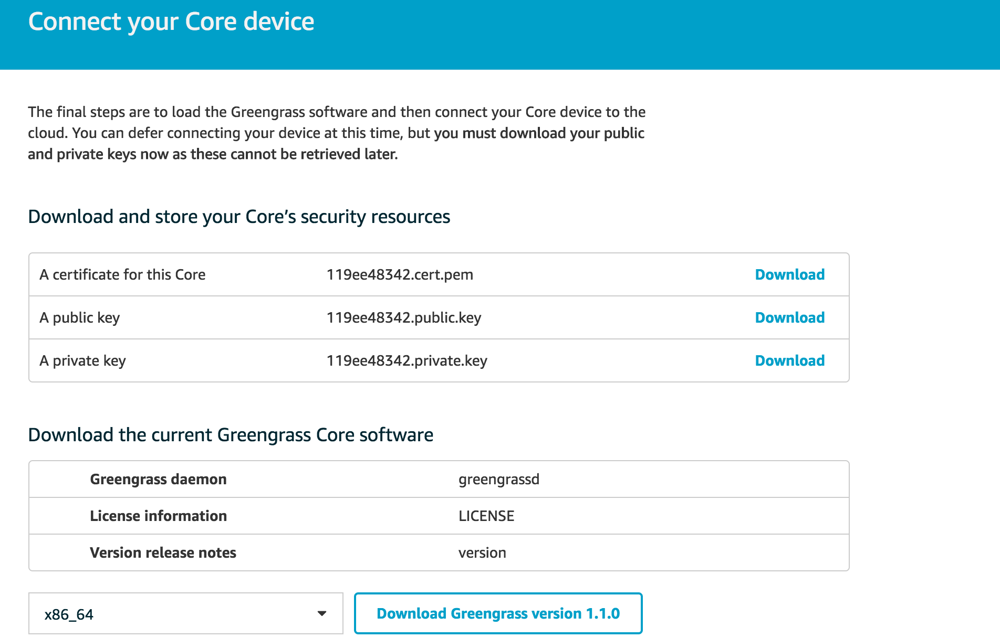 Connect your Core device
The final steps are to load the Greengrass software and then connect your Core device to the
cloud. You can defer connecting your device at this time, but you must download your public
and private keys now as these cannot be retrieved later.
Download and store your Core’s security resources
A certificate for this Core 119ee48342.cert.pem Download
A public key 119ee48342.public.key Download
A private key 119ee48342.private.key Download
Download the current Greengrass Core software
Greengrass daemon greengrassd
License information LICENSE
Version release notes version
x86_64 Download Greengrass version 1.1.0